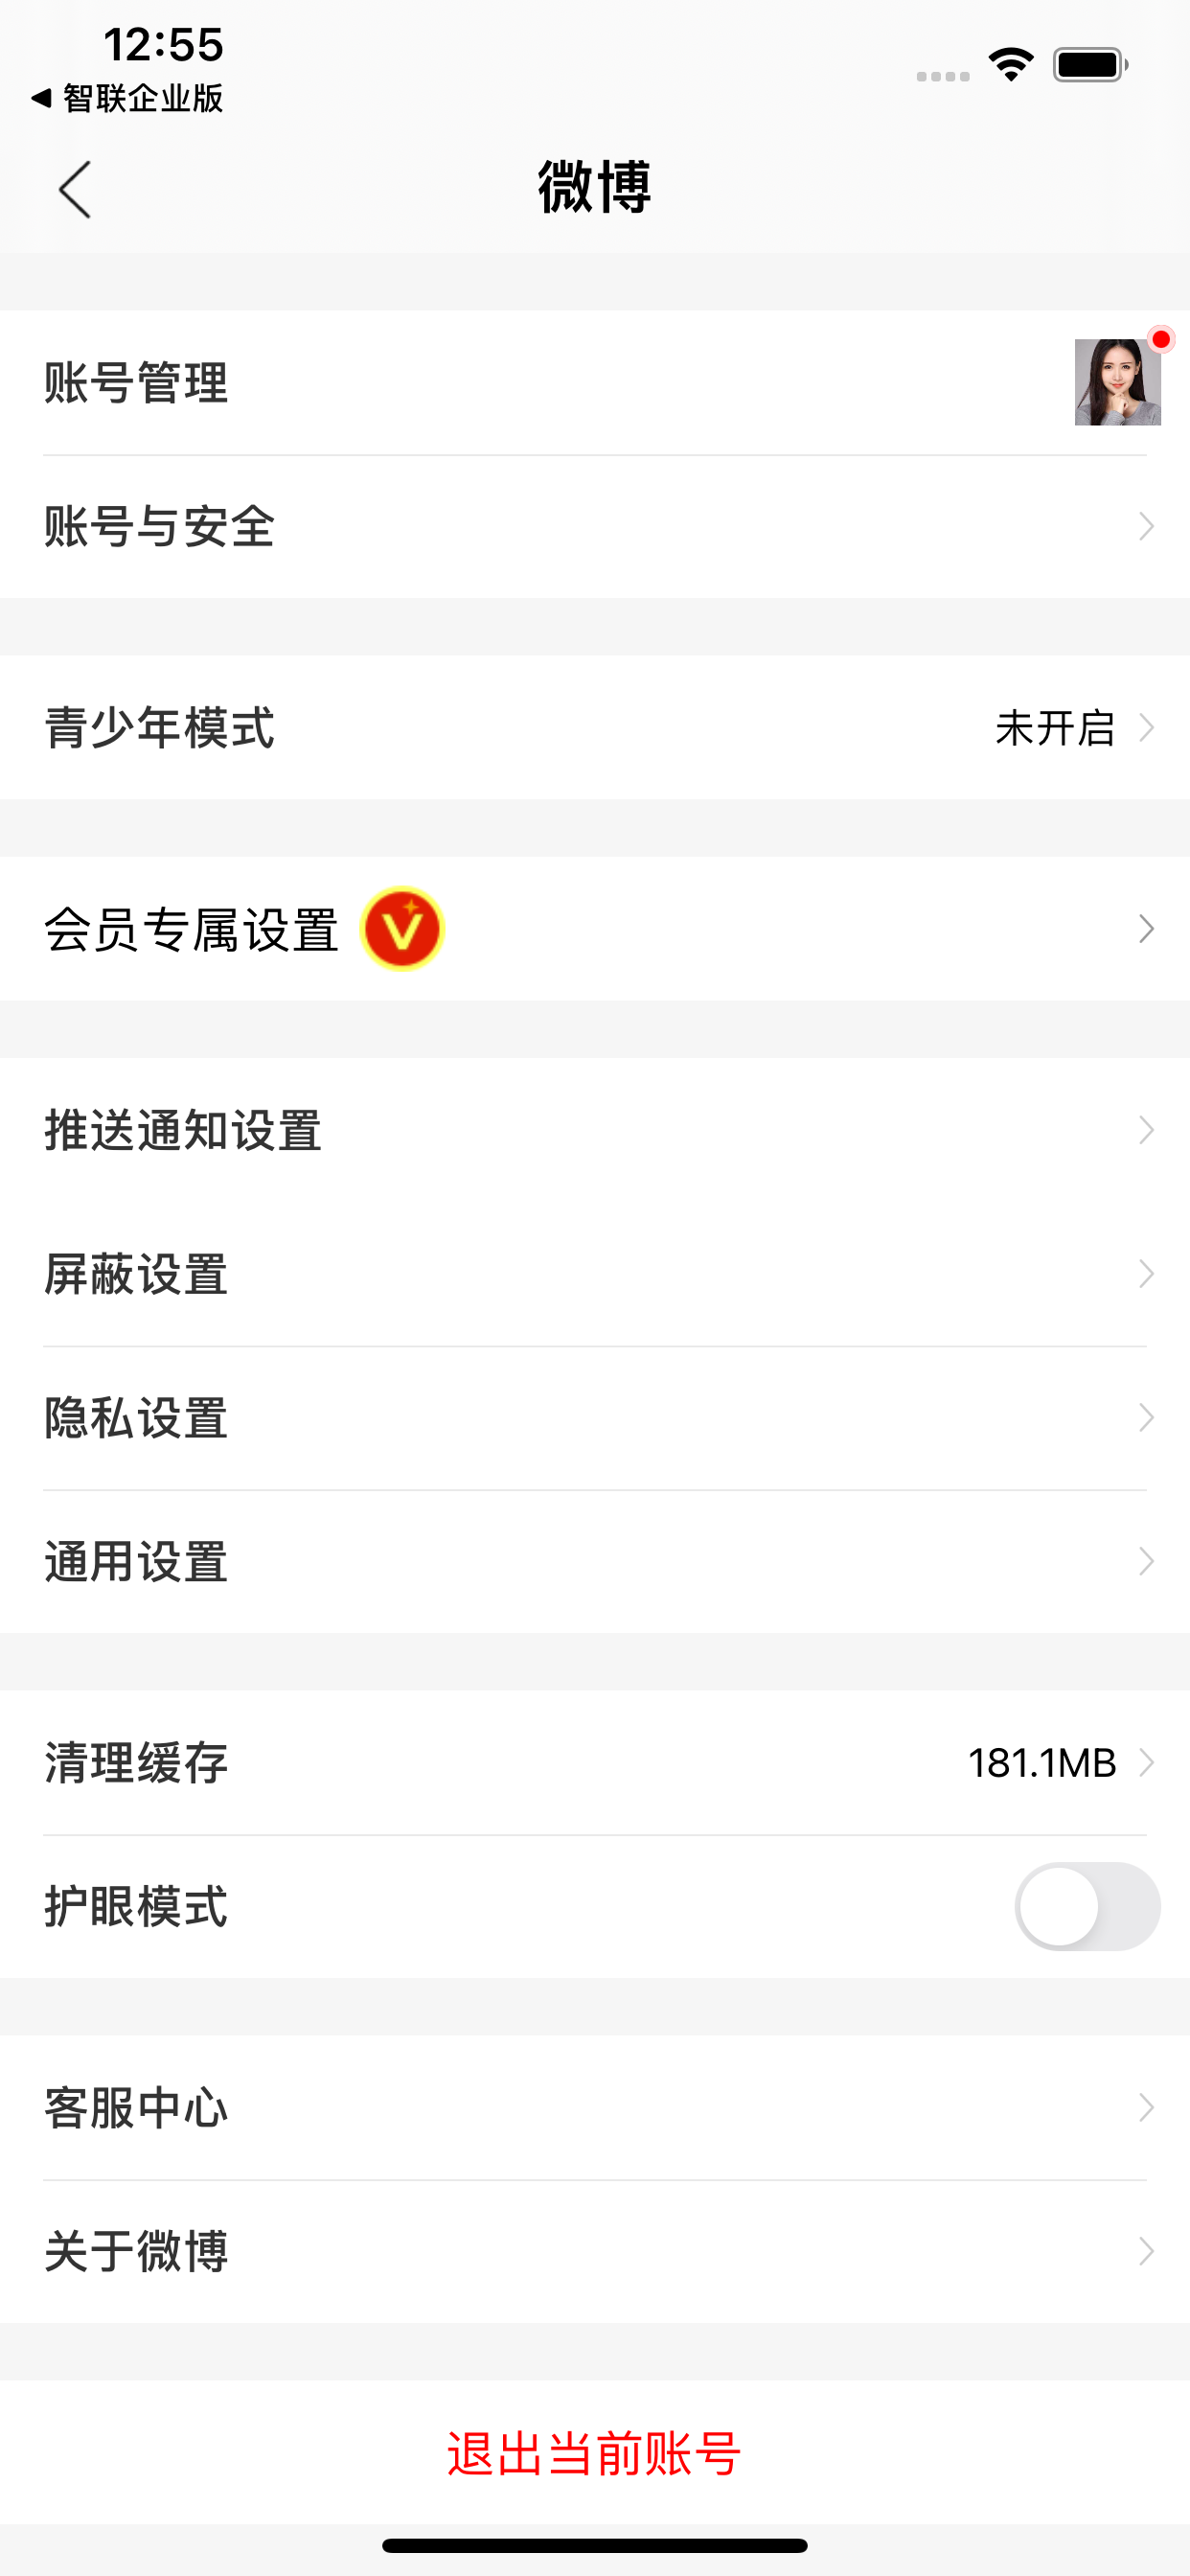 12:55
智联企业版
微博
账号管理
账号与安全
青少年模式
未开启
会员专属设置
V
推送通知设置
屏蔽设置
隐私设置
通用设置
清理缓存
181.1MB
护眼模式
客服中心
关于微博
退出当前账号